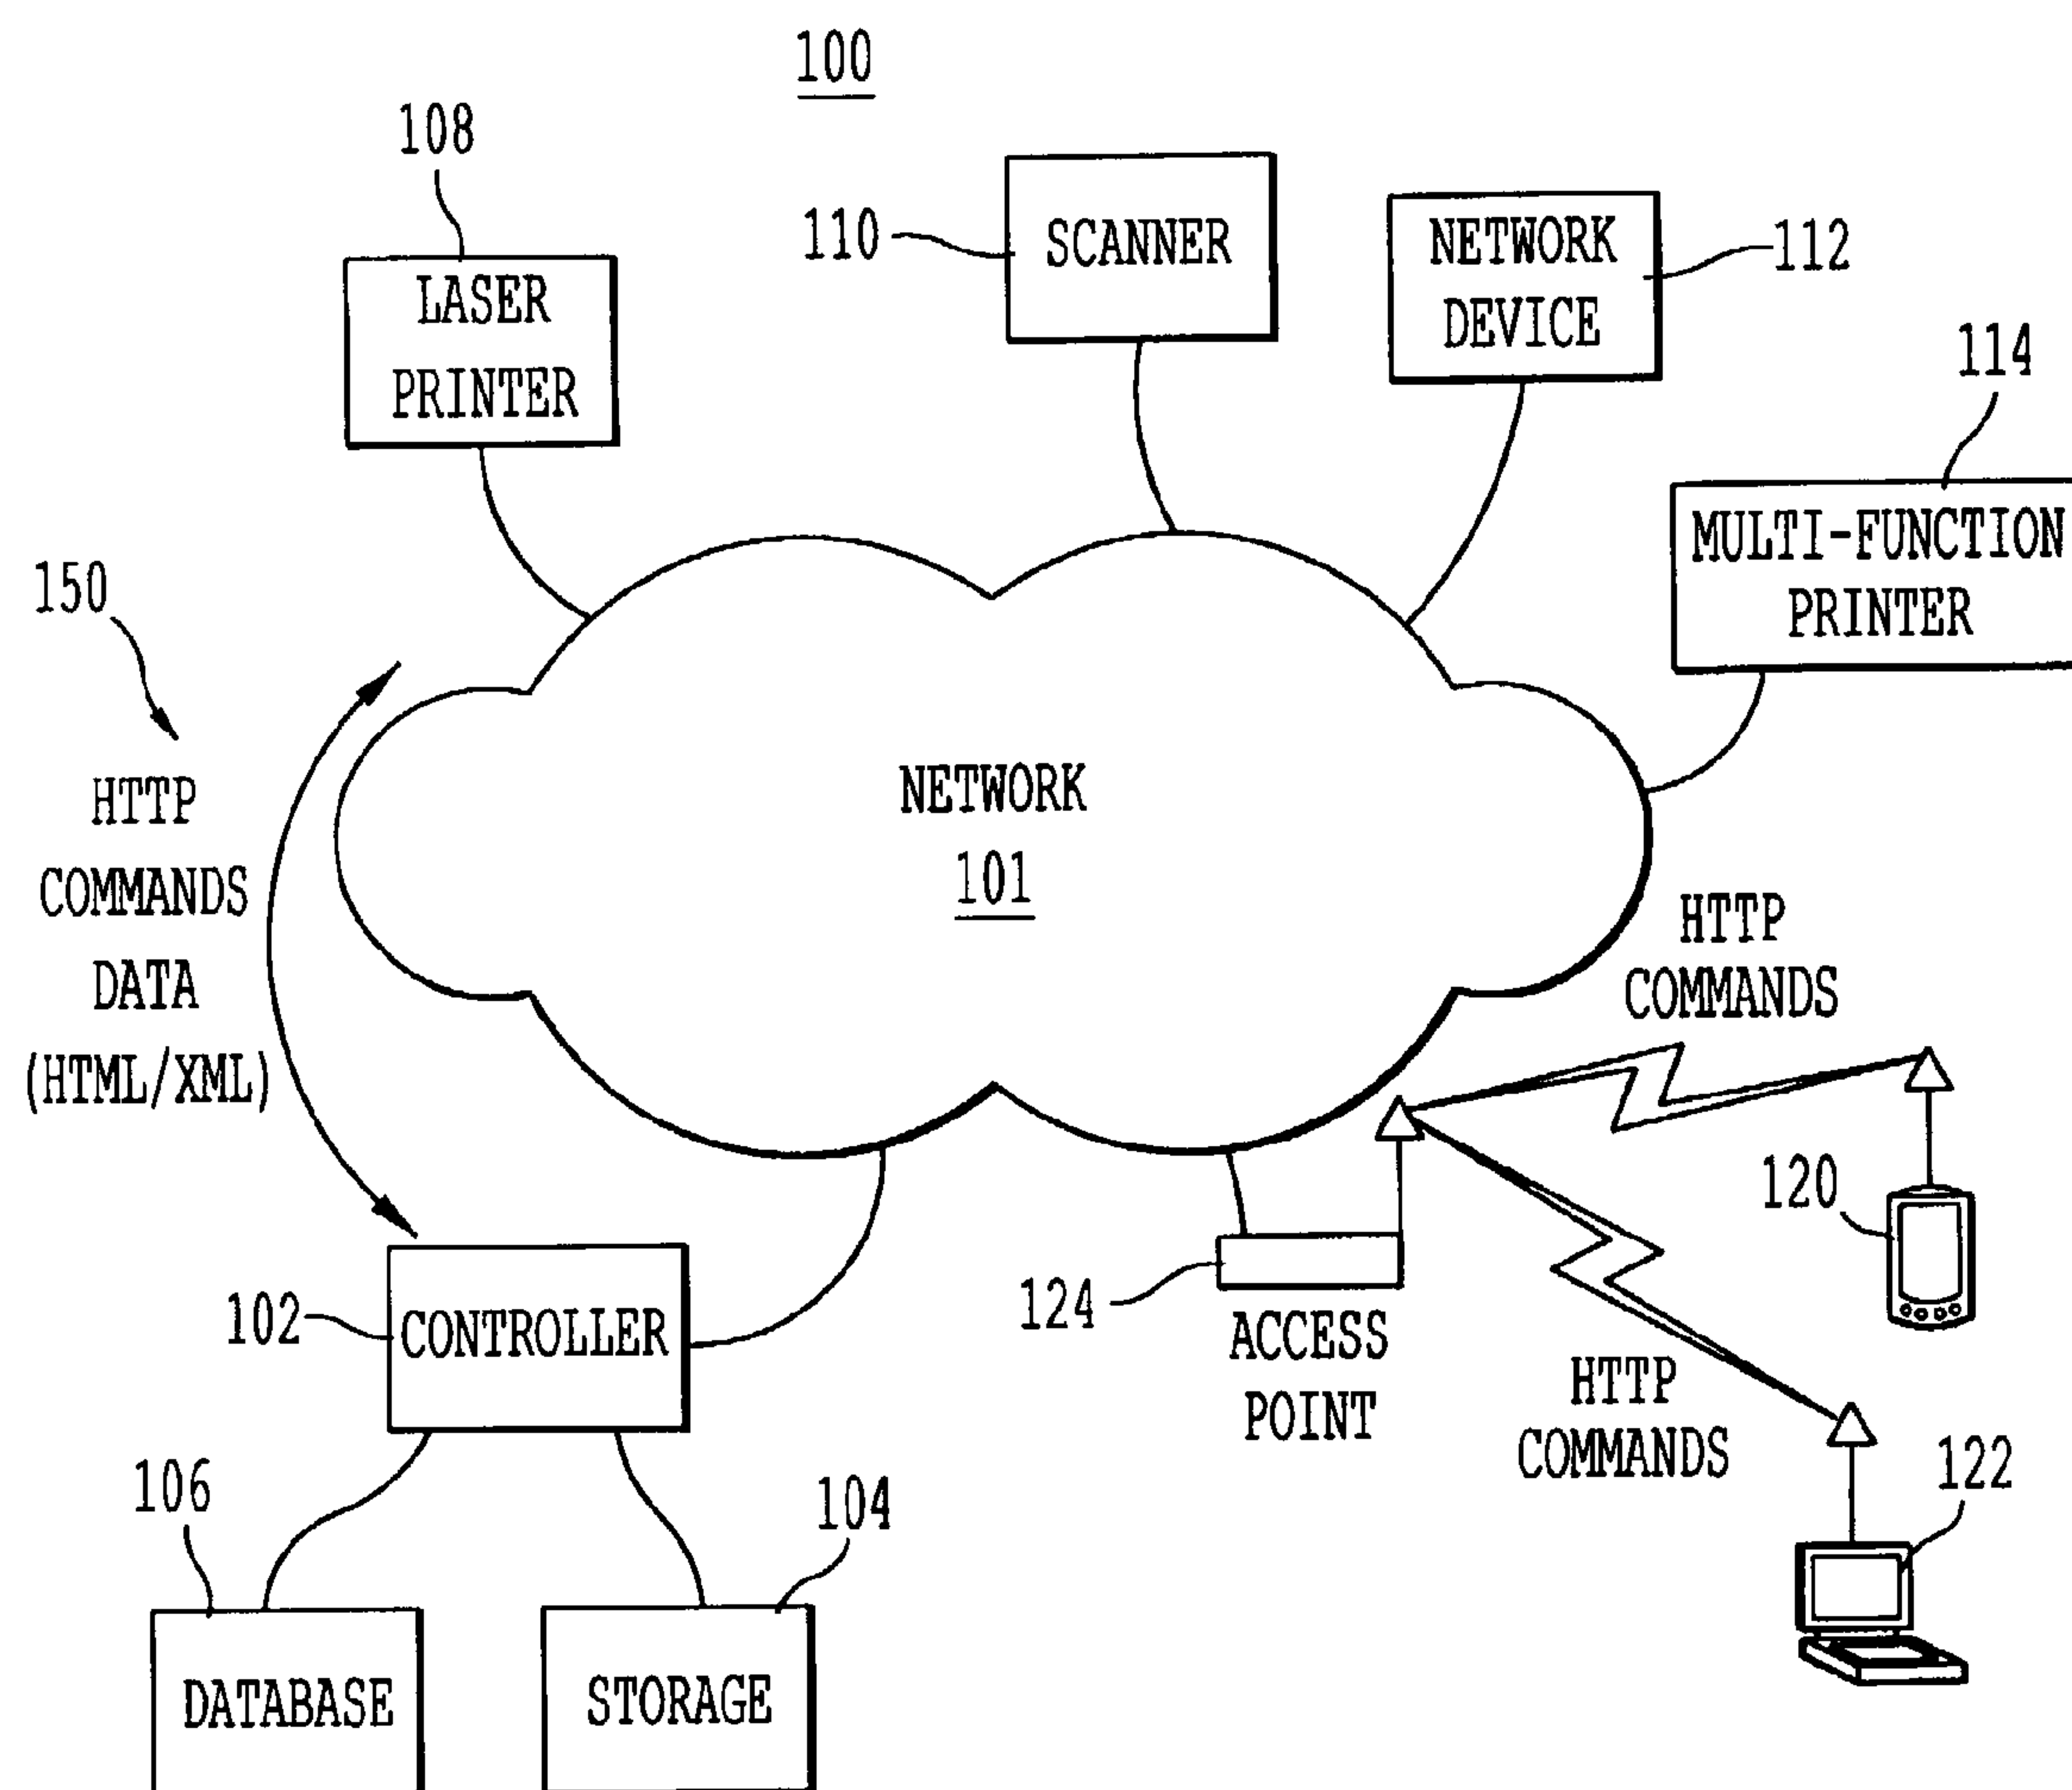 100
108
LASER
PRINTER
110
SCANNER
NETWORK
DEVICE
112
114
MULTI-FUNCTION
PRINTER
150
HTTP
COMMANDS
DATA
(HTML/XML)
NETWORK
101
HTTP
COMMANDS
120
102
CONTROLLER
124
ACCESS
POINT
HTTP
COMMANDS
122
106
DATABASE
104
STORAGE